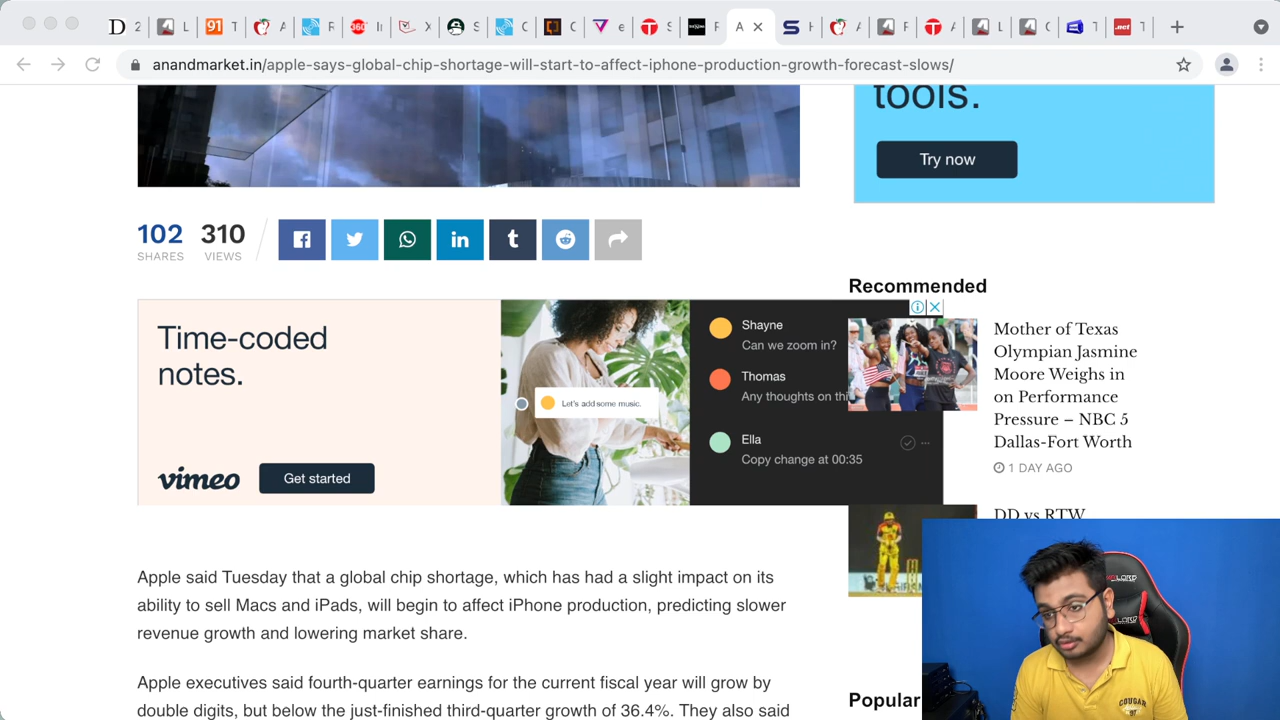 D 2 L 91 T A R 360 Ir X S C C e T S F A S H A F T A L C T .net T
anandmarket.in/apple-says-global-chip-shortage-will-start-to-affect-iphone-production-growth-forecast-slows/
tools.
Try now
102 310
SHARES VIEWS
Recommended
Time-coded
notes.
vimeo
Get started
Let's add some music.
Shayne
Can we zoom in?
Thomas
Any thoughts on thi
Ella
Copy change at 00:35
Mother of Texas
Olympian Jasmine
Moore Weighs in
on Performance
Pressure – NBC 5
Dallas-Fort Worth
1 DAY AGO
DD vs RTW
Apple said Tuesday that a global chip shortage, which has had a slight impact on its
ability to sell Macs and iPads, will begin to affect iPhone production, predicting slower
revenue growth and lowering market share.
Apple executives said fourth-quarter earnings for the current fiscal year will grow by
double digits, but below the just-finished third-quarter growth of 36.4%. They also said
Popular
COUGAR